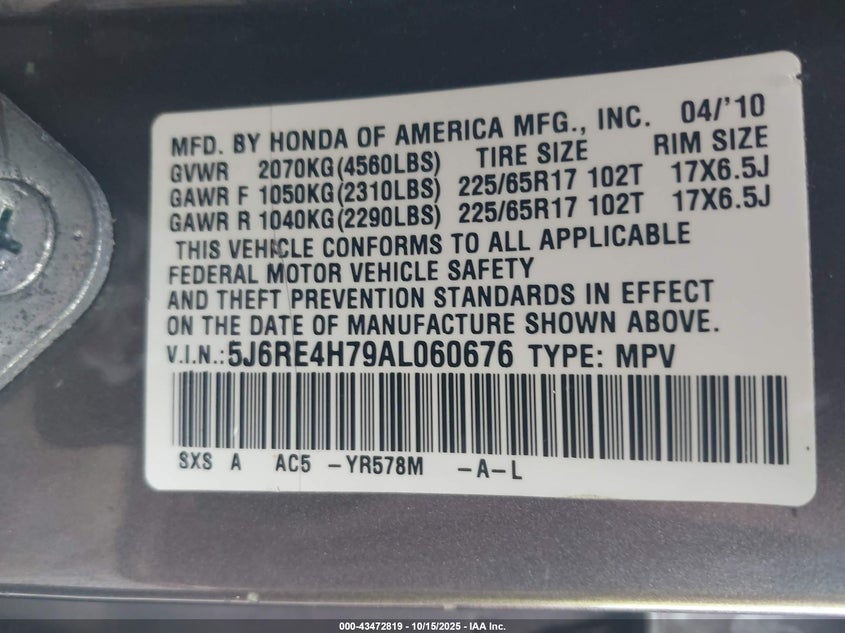 MFD. BY HONDA OF AMERICA MFG., INC. 04/'10
GVWR 2070KG(4560LBS) TIRE SIZE RIM SIZE
GAWR F 1050KG(2310LBS) 225/65R17 102T 17X6.5J
GAWR R 1040KG(2290LBS) 225/65R17 102T 17X6.5J
THIS VEHICLE CONFORMS TO ALL APPLICABLE
FEDERAL MOTOR VEHICLE SAFETY
AND THEFT PREVENTION STANDARDS IN EFFECT
ON THE DATE OF MANUFACTURE SHOWN ABOVE.
V.I.N.:5J6RE4H79AL060676 TYPE: MPV
SXS A AC5 -YR578M -A-L
000-43472819 - 10/15/2025 - IAA Inc.